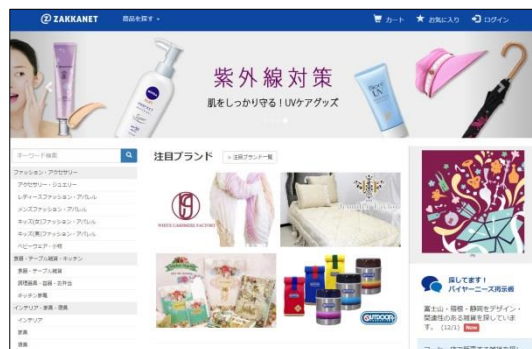 ZAKKANET
商品を探す
カート
お気に入り
ログイン
紫外線対策
肌をしっかり守る！UVケアグッズ
NIVEA
Bioré
UV
キーワード検索
注目ブランド
注目ブランド一覧
ファッション・アクセサリー
アクセサリー・ジュエリー
レディースファッション・アパレル
メンズファッション・アパレル
キッズ(女)ファッション・アパレル
キッズ(男)ファッション・アパレル
ベビーウェア・小物
食器・テーブル雑貨・キッチン
食器・テーブル雑貨
調理器具・容器・お弁当
キッチン家電
インテリア・家具・寝具
インテリア
家具
寝具
WHITE CASHMERE FACTORY
OUTDOOR
探してます！
バイヤーニーズ掲示板
富士山・箱根・静岡をデザイン・
関連性のある雑貨を探していま
す。 (12/1) New